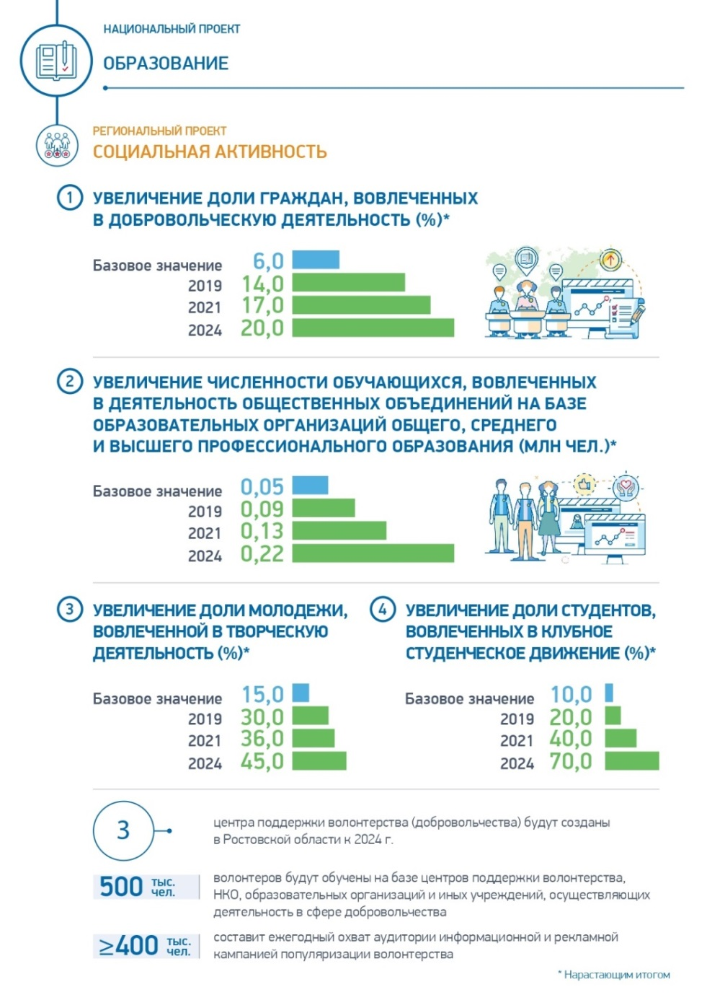 НАЦИОНАЛЬНЫЙ ПРОЕКТ
ОБРАЗОВАНИЕ
РЕГИОНАЛЬНЫЙ ПРОЕКТ
СОЦИАЛЬНАЯ АКТИВНОСТЬ
1 УВЕЛИЧЕНИЕ ДОЛИ ГРАЖДАН, ВОВЛЕЧЕННЫХ
В ДОБРОВОЛЬЧЕСКУЮ ДЕЯТЕЛЬНОСТЬ (%)*
Базовое значение 6,0
2019 14,0
2021 17,0
2024 20,0
2 УВЕЛИЧЕНИЕ ЧИСЛЕННОСТИ ОБУЧАЮЩИХСЯ, ВОВЛЕЧЕННЫХ
В ДЕЯТЕЛЬНОСТЬ ОБЩЕСТВЕННЫХ ОБЪЕДИНЕНИЙ НА БАЗЕ
ОБРАЗОВАТЕЛЬНЫХ ОРГАНИЗАЦИЙ ОБЩЕГО, СРЕДНЕГО
И ВЫСШЕГО ПРОФЕССИОНАЛЬНОГО ОБРАЗОВАНИЯ (МЛН ЧЕЛ.)*
Базовое значение 0,05
2019 0,09
2021 0,13
2024 0,22
3 УВЕЛИЧЕНИЕ ДОЛИ МОЛОДЕЖИ,
ВОВЛЕЧЕННОЙ В ТВОРЧЕСКУЮ
ДЕЯТЕЛЬНОСТЬ (%)*
Базовое значение 15,0
2019 30,0
2021 36,0
2024 45,0
4 УВЕЛИЧЕНИЕ ДОЛИ СТУДЕНТОВ,
ВОВЛЕЧЕННЫХ В КЛУБНОЕ
СТУДЕНЧЕСКОЕ ДВИЖЕНИЕ (%)*
Базовое значение 10,0
2019 20,0
2021 40,0
2024 70,0
3
центра поддержки волонтерства (добровольчества) будут созданы
в Ростовской области к 2024 г.
500 тыс. чел.
волонтеров будут обучены на базе центров поддержки волонтерства,
НКО, образовательных организаций и иных учреждений, осуществляющих
деятельность в сфере добровольчества
≥400 тыс. чел.
составит ежегодный охват аудитории информационной и рекламной
кампанией популяризации волонтерства
* Нарастающим итогом